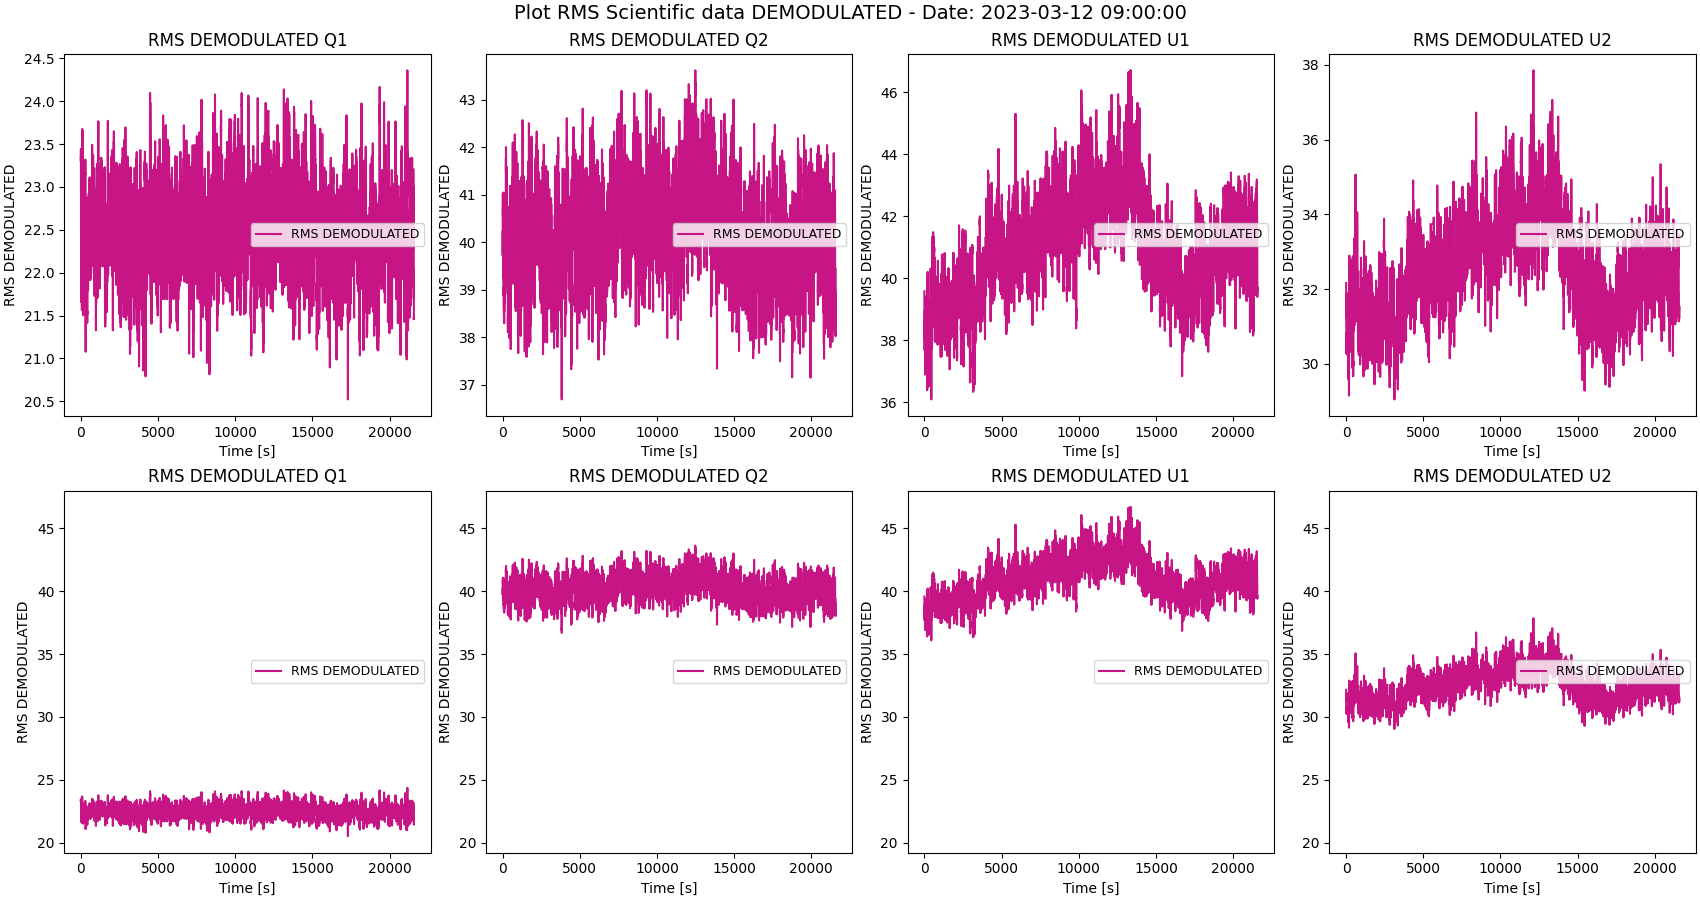 Plot RMS Scientific data DEMODULATED - Date: 2023-03-12 09:00:00
RMS DEMODULATED Q1
RMS DEMODULATED
24.5
24.0
23.5
23.0
22.5
22.0
21.5
21.0
20.5
RMS DEMODULATED
0 5000 10000 15000 20000
Time [s]
RMS DEMODULATED Q2
RMS DEMODULATED
43
42
41
40
39
38
37
RMS DEMODULATED
0 5000 10000 15000 20000
Time [s]
RMS DEMODULATED U1
RMS DEMODULATED
46
44
42
40
38
36
RMS DEMODULATED
0 5000 10000 15000 20000
Time [s]
RMS DEMODULATED U2
RMS DEMODULATED
38
36
34
32
30
RMS DEMODULATED
0 5000 10000 15000 20000
Time [s]
RMS DEMODULATED Q1
RMS DEMODULATED
45
40
35
30
25
20
RMS DEMODULATED
0 5000 10000 15000 20000
Time [s]
RMS DEMODULATED Q2
RMS DEMODULATED
45
40
35
30
25
20
RMS DEMODULATED
0 5000 10000 15000 20000
Time [s]
RMS DEMODULATED U1
RMS DEMODULATED
45
40
35
30
25
20
RMS DEMODULATED
0 5000 10000 15000 20000
Time [s]
RMS DEMODULATED U2
RMS DEMODULATED
45
40
35
30
25
20
RMS DEMODULATED
0 5000 10000 15000 20000
Time [s]